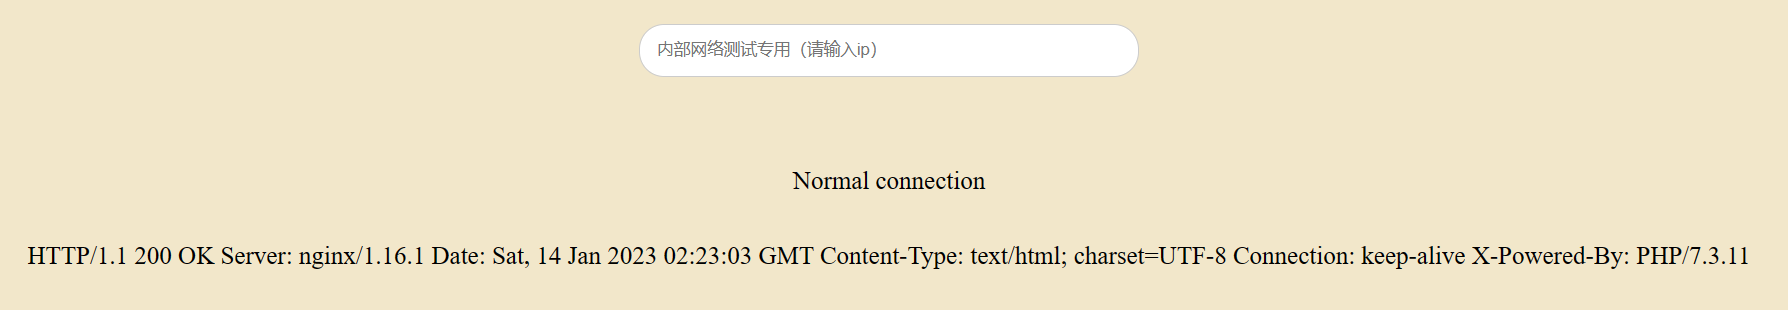 内部网络测试专用（请输入ip）
Normal connection
HTTP/1.1 200 OK Server: nginx/1.16.1 Date: Sat, 14 Jan 2023 02:23:03 GMT Content-Type: text/html; charset=UTF-8 Connection: keep-alive X-Powered-By: PHP/7.3.11